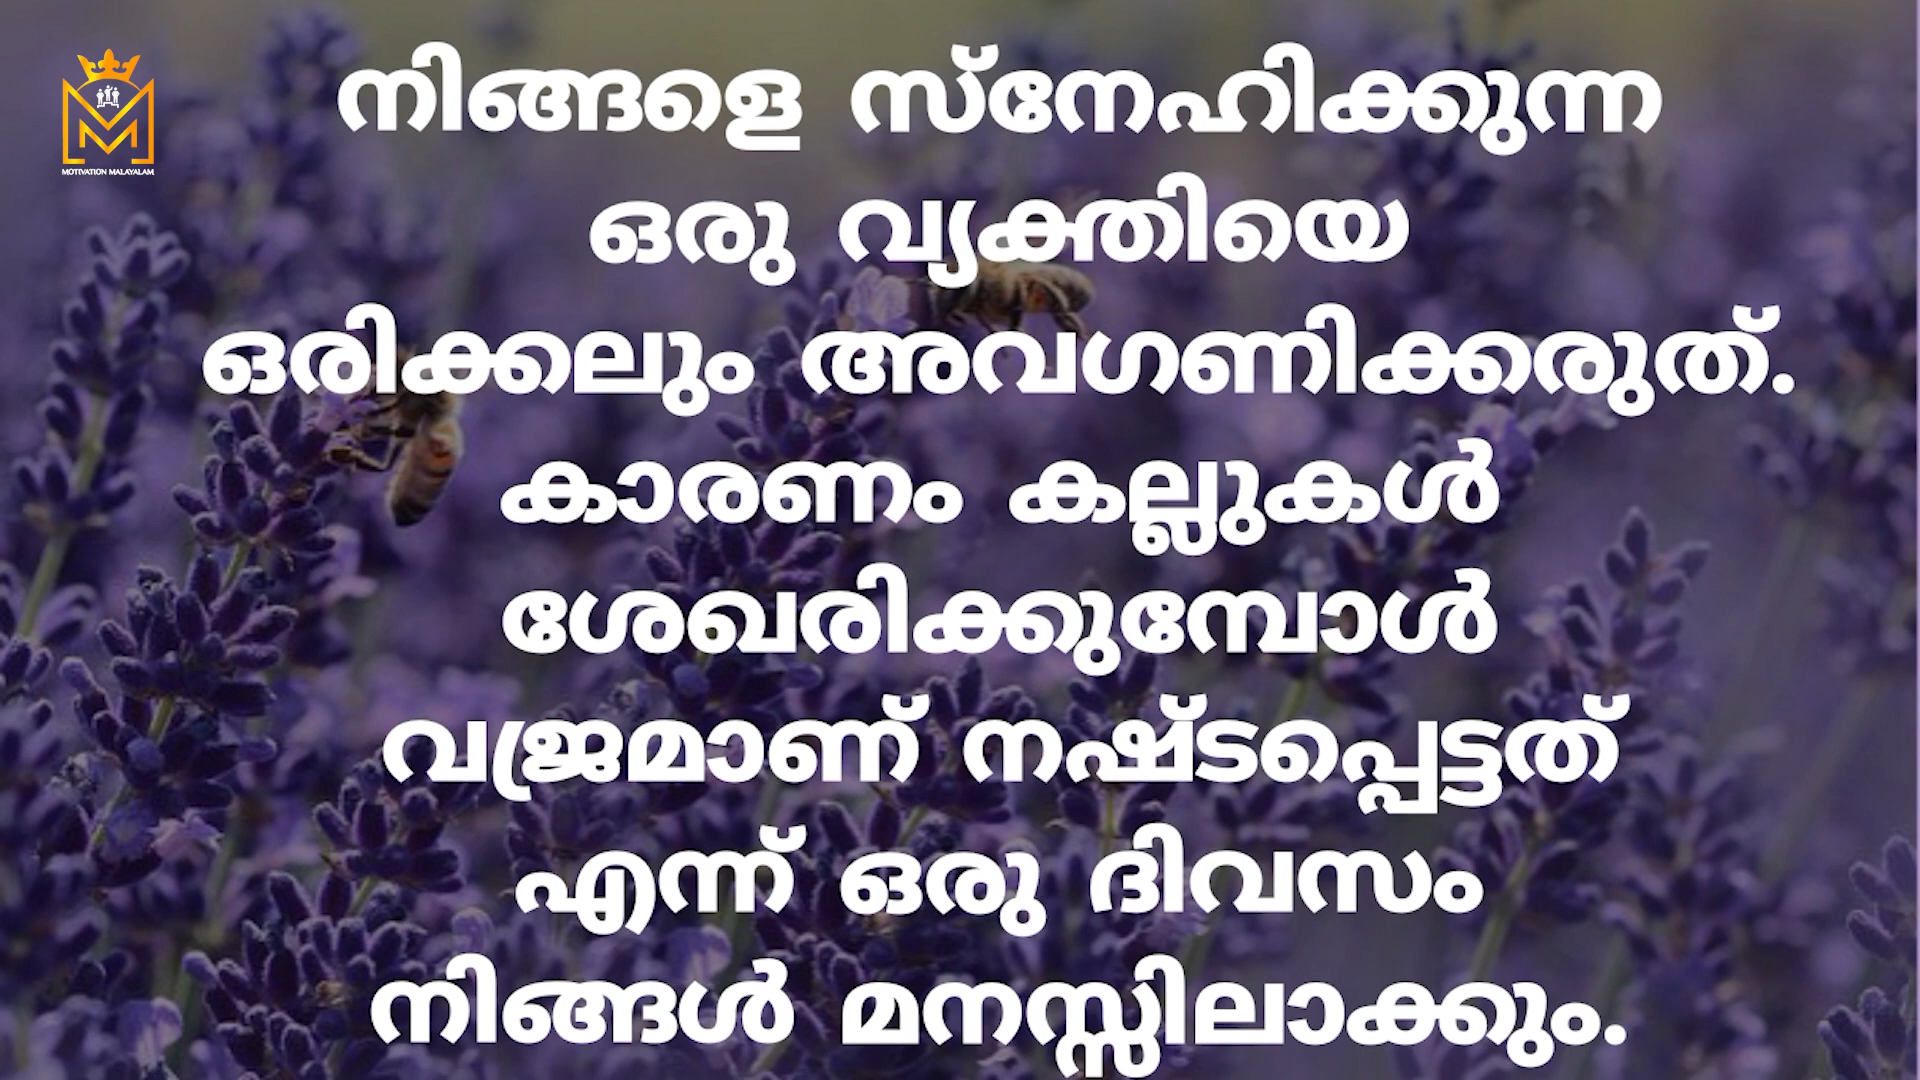 MOTIVATION MALAYALAM
നിങ്ങളെ സ്നേഹിക്കുന്ന
ഒരു വ്യക്തിയെ
ഒരിക്കലും അവഗണിക്കരുത്.
കാരണം കല്ലുകൾ
ശേഖരിക്കുമ്പോൾ
വജ്രമാണ് നഷ്ടപ്പെട്ടത്
എന്ന് ഒരു ദിവസം
നിങ്ങൾ മനസ്സിലാക്കും.